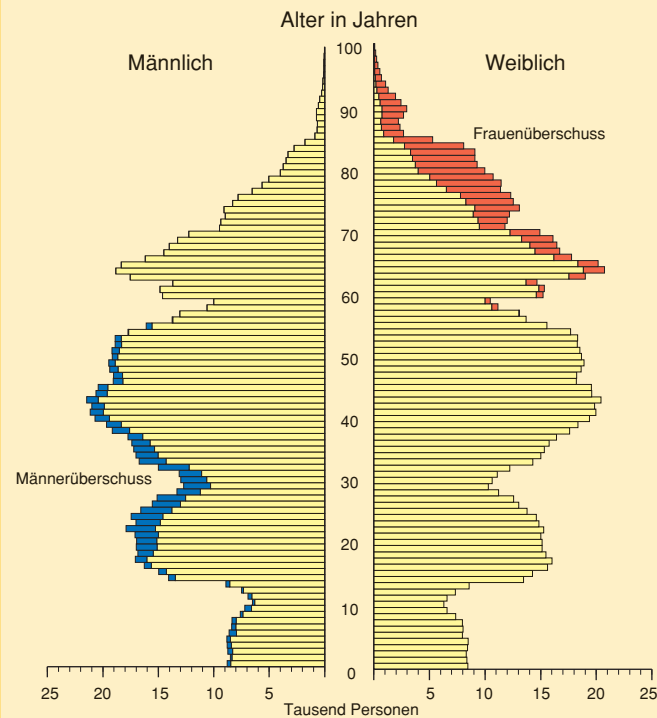 Alter in Jahren
Männlich
Weiblich
100
90
80
70
60
50
40
30
20
10
0
Frauenüberschuss
Männerüberschuss
25 20 15 10 5
5 10 15 20 25
Tausend Personen